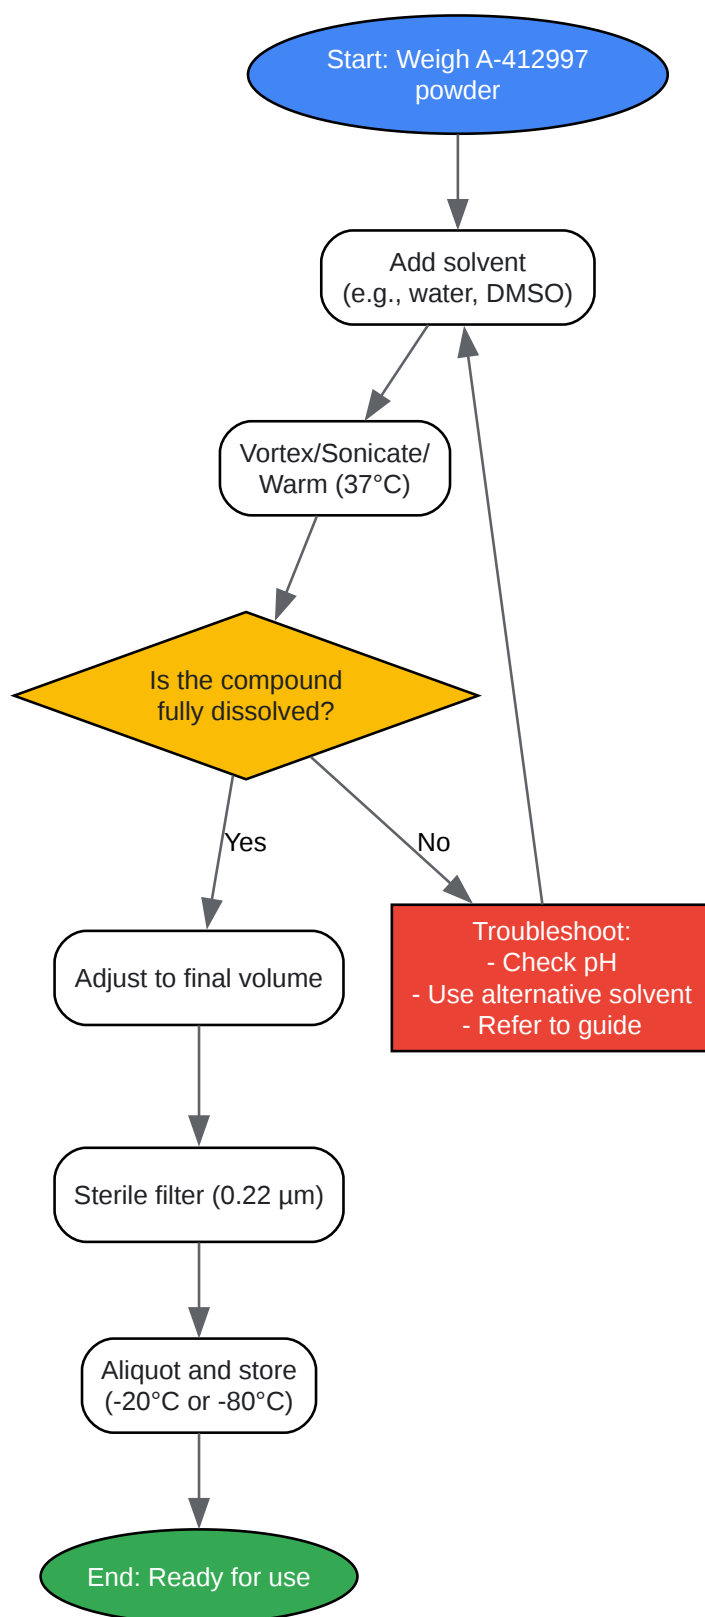 Start: Weigh A-412997
powder
Add solvent
(e.g., water, DMSO)
Vortex/Sonicate/
Warm (37°C)
Is the compound
fully dissolved?
Yes
No
Troubleshoot:
- Check pH
- Use alternative solvent
- Refer to guide
Adjust to final volume
Sterile filter (0.22 µm)
Aliquot and store
(-20°C or -80°C)
End: Ready for use